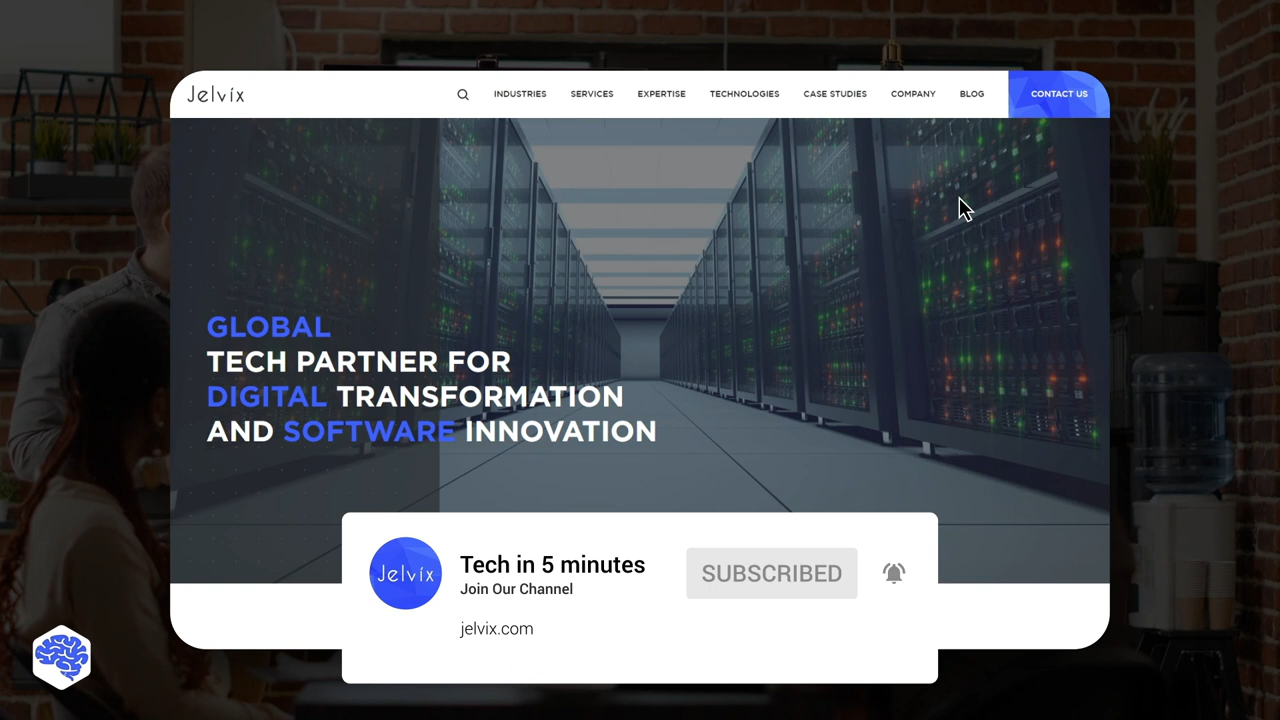 Jelvix
INDUSTRIES SERVICES EXPERTISE TECHNOLOGIES CASE STUDIES COMPANY BLOG CONTACT US
GLOBAL
TECH PARTNER FOR
DIGITAL TRANSFORMATION
AND SOFTWARE INNOVATION
Jelvix
Tech in 5 minutes
Join Our Channel
SUBSCRIBED
jelvix.com